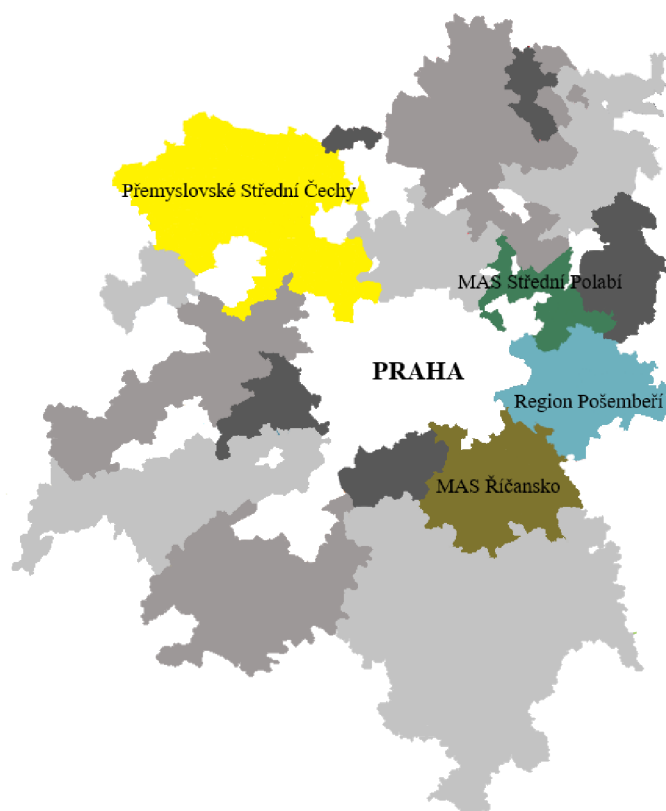 Přemyslovské Střední Čechy
MAS Střední Polabí
PRAHA
Region Pošembeří
MAS Říčansko